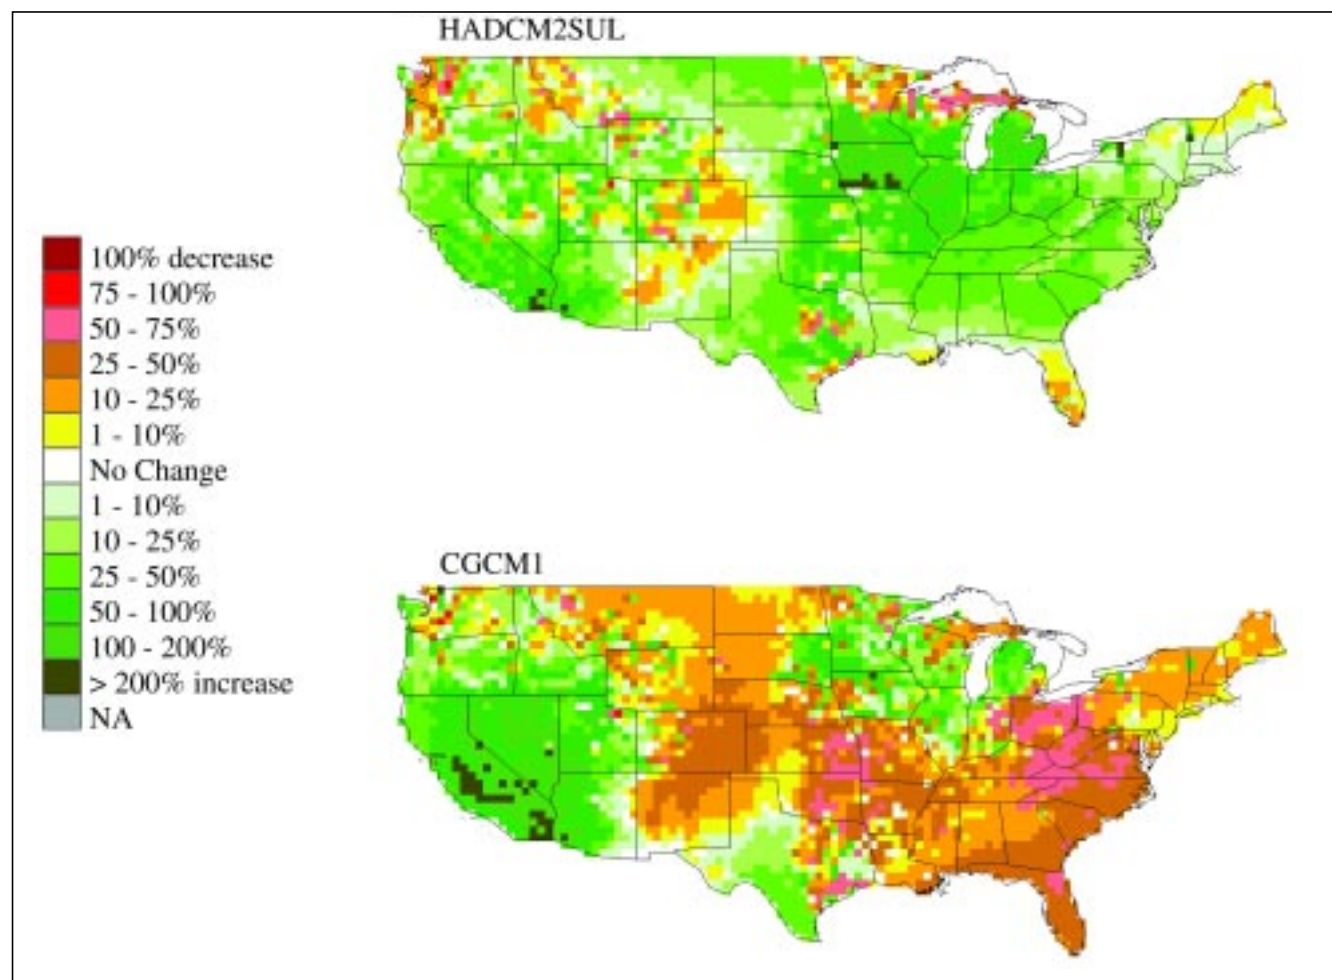 HADCM2SUL
100% decrease
75 - 100%
50 - 75%
25 - 50%
10 - 25%
1 - 10%
No Change
1 - 10%
10 - 25%
25 - 50%
50 - 100%
100 - 200%
> 200% increase
NA
CGCM1